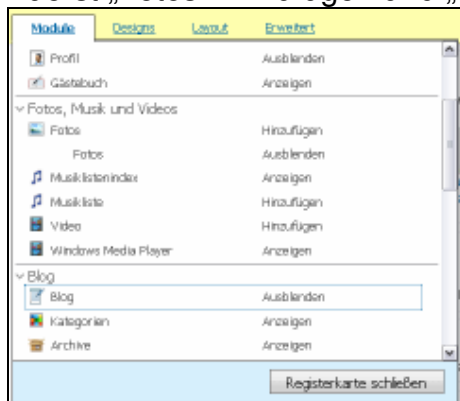 Module Designs Layout Erweitert
Profil Ausblenden
Gästebuch Anzeigen
Fotos, Musik und Videos
Fotos Hinzufügen
Fotos Ausblenden
Musiklistenindex Anzeigen
Musikliste Hinzufügen
Video Hinzufügen
Windows Media Player Anzeigen
Blog
Blog Ausblenden
Kategorien Anzeigen
Archive Anzeigen
Registerkarte schließen